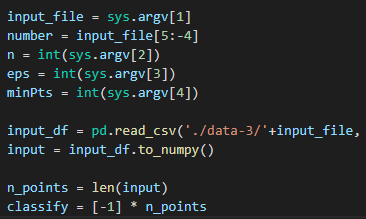 input_file = sys.argv[1]
number = input_file[5:-4]
n = int(sys.argv[2])
eps = int(sys.argv[3])
minPts = int(sys.argv[4])
input_df = pd.read_csv('./data-3/'+input_file,
input = input_df.to_numpy()
n_points = len(input)
classify = [-1] * n_points